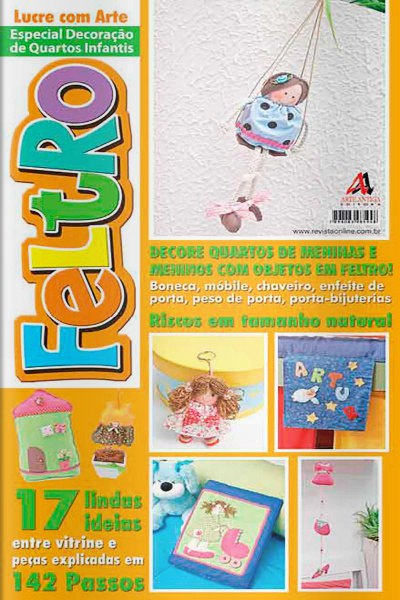 Lucre com Arte
Especial Decoração
de Quartos Infantis
FeLtRo
ARTE ANTIGA
EDITORA
www.revistaonline.com.br
DECORE QUARTOS DE MENINAS E
MENINOS COM OBJETOS EM FELTRO!
Boneca, móbile, chaveiro, enfeite de
porta, peso de porta, porta-bijuterias
Riscos em tamanho natural
ARTUR
17 lindas
ideias
entre vitrine e
peças explicadas em
142 Passos